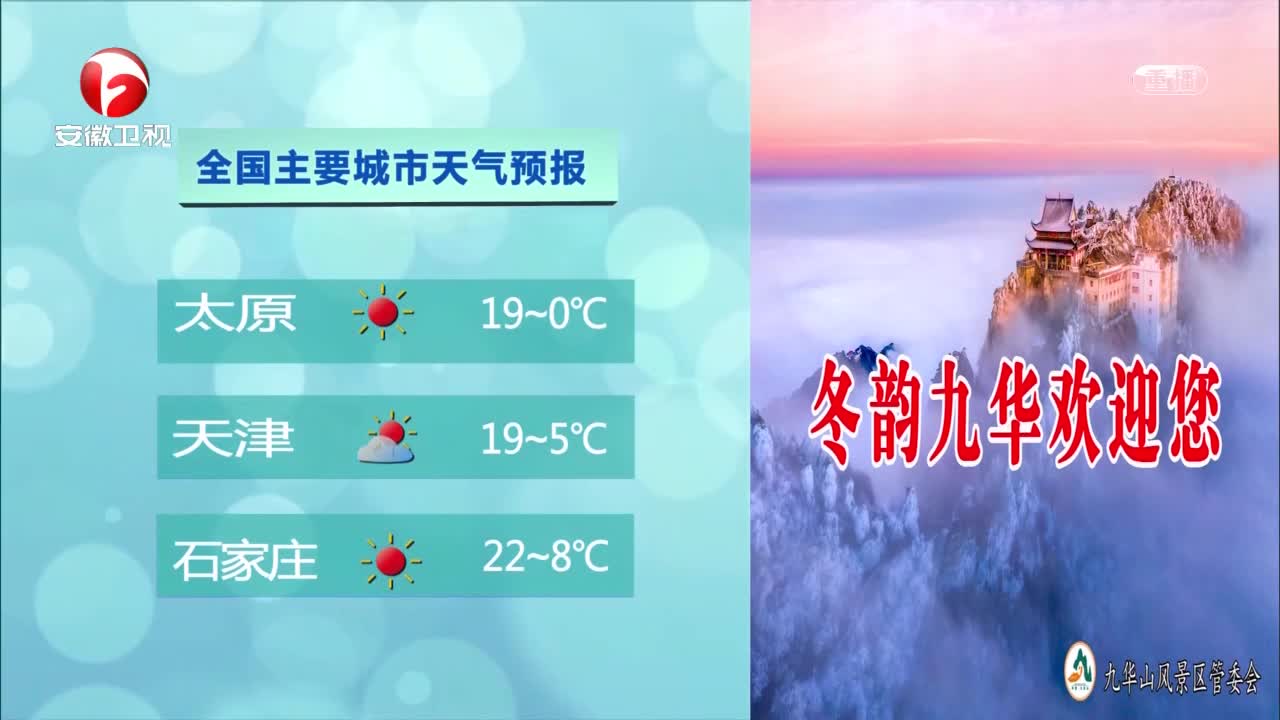 安徽卫视
重播
全国主要城市天气预报
太原 19~0℃
天津 19~5℃
石家庄 22~8℃
冬韵九华欢迎您
九华山风景区管委会